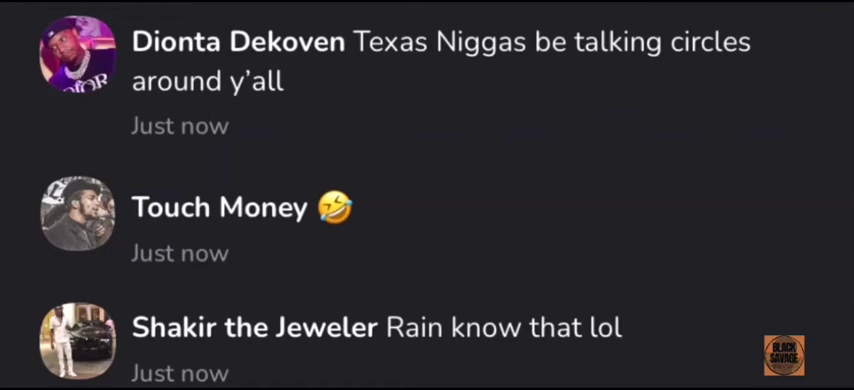 Dionta Dekoven Texas Niggas be talking circles
around y'all
Just now
Touch Money 🤣
Just now
Shakir the Jeweler Rain know that lol
Just now
BLACK
SAVAGE